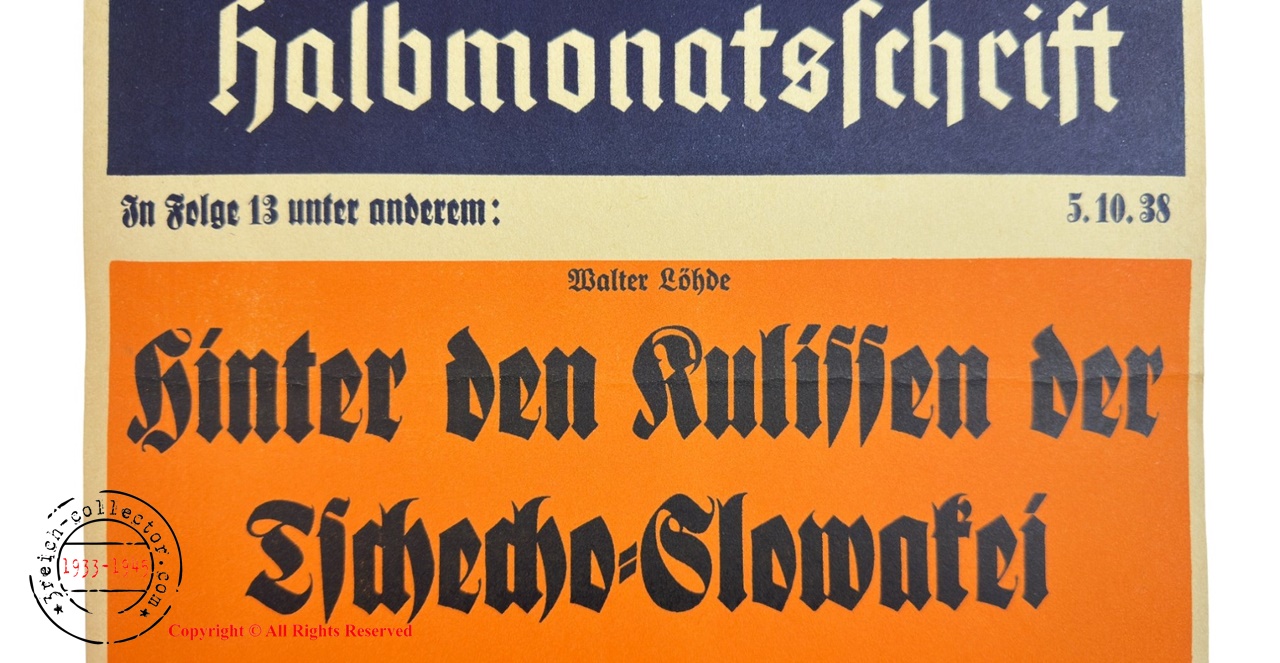 Halbmonatsschrift
In Folge 13 unter anderem:
5.10.38
Walter Löhde
Hinter den Kulissen der
Tschecho=Slowakei
3reich-collector.com
1933-1945
Copyright © All Rights Reserved